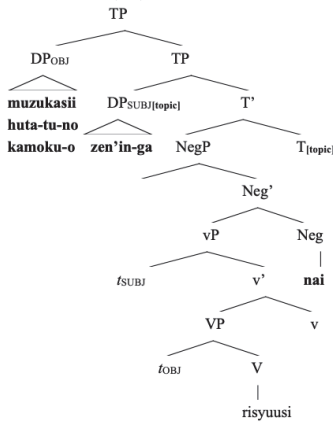 TP
DPOBJ TP
muzukasii DPSUBJ[topic] T'
huta-tu-no
kamoku-o zen'in-ga NegP T[topic]
Neg'
vP Neg
tSUBJ v' nai
VP v
tOBJ V
risyuusi